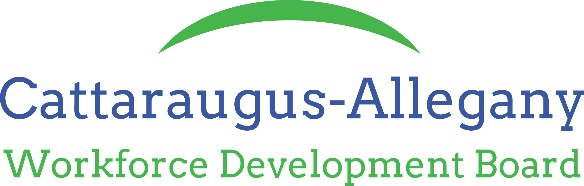 Cattaraugus-Allegany
Workforce Development Board